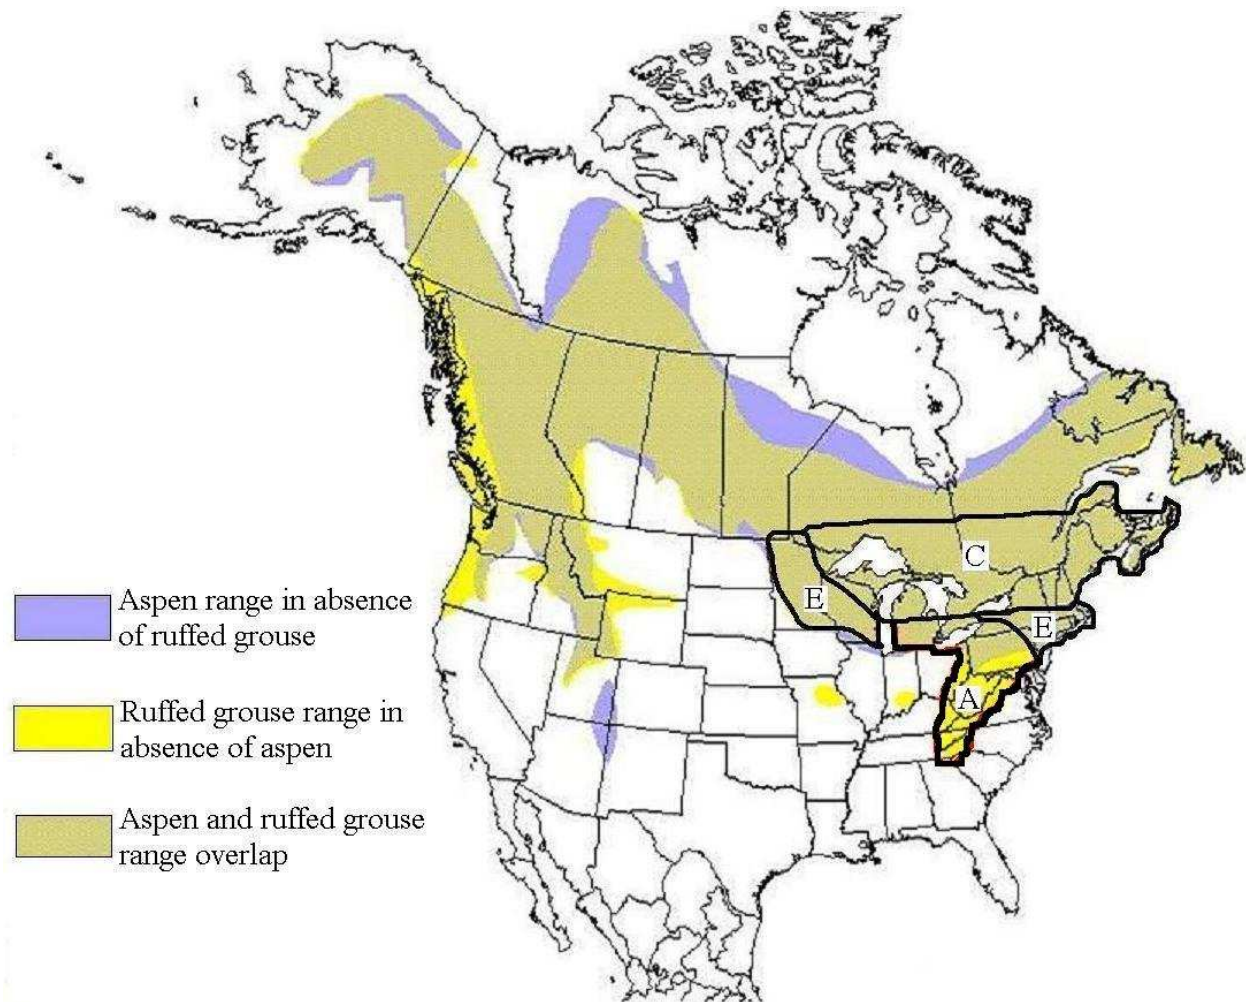 C
E
E
A
Aspen range in absence
of ruffed grouse
Ruffed grouse range in
absence of aspen
Aspen and ruffed grouse
range overlap